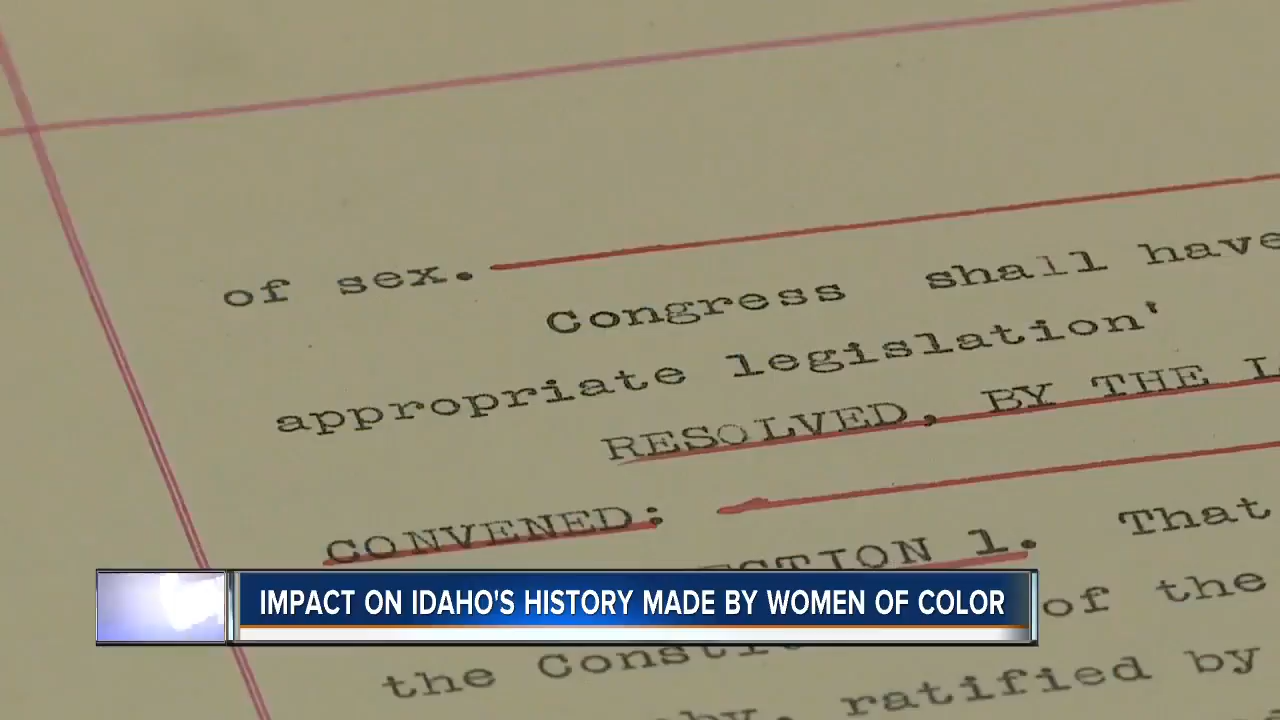 of sex.
Congress shall have
appropriate legislation'
RESOLVED, BY THE
CONVENED:
1. That
IMPACT ON IDAHO'S HISTORY MADE BY WOMEN OF COLOR
of the
the
ratified by